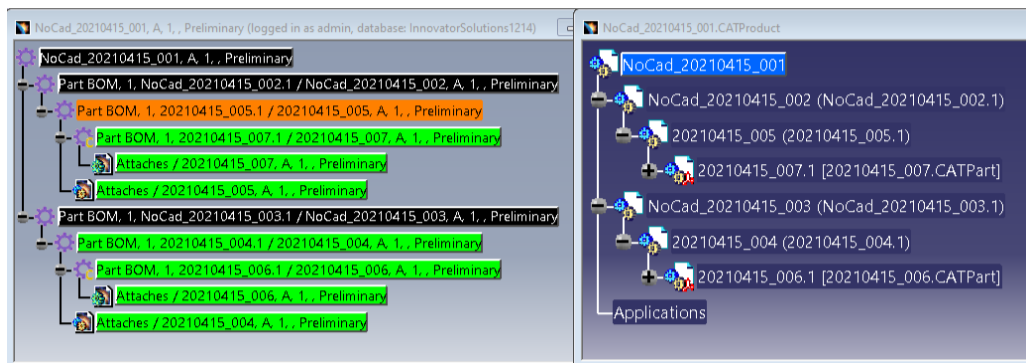 NoCad_20210415_001, A, 1, , Preliminary (logged in as admin, database: InnovatorSolutions1214)
NoCad_20210415_001, A, 1, , Preliminary
Part BOM, 1, NoCad_20210415_002.1 / NoCad_20210415_002, A, 1, , Preliminary
Part BOM, 1, 20210415_005.1 / 20210415_005, A, 1, , Preliminary
Part BOM, 1, 20210415_007.1 / 20210415_007, A, 1, , Preliminary
Attaches / 20210415_007, A, 1, , Preliminary
Attaches / 20210415_005, A, 1, , Preliminary
Part BOM, 1, NoCad_20210415_003.1 / NoCad_20210415_003, A, 1, , Preliminary
Part BOM, 1, 20210415_004.1 / 20210415_004, A, 1, , Preliminary
Part BOM, 1, 20210415_006.1 / 20210415_006, A, 1, , Preliminary
Attaches / 20210415_006, A, 1, , Preliminary
Attaches / 20210415_004, A, 1, , Preliminary
NoCad_20210415_001.CATProduct
NoCad_20210415_001
NoCad_20210415_002 (NoCad_20210415_002.1)
20210415_005 (20210415_005.1)
20210415_007.1 [20210415_007.CATPart]
NoCad_20210415_003 (NoCad_20210415_003.1)
20210415_004 (20210415_004.1)
20210415_006.1 [20210415_006.CATPart]
Applications